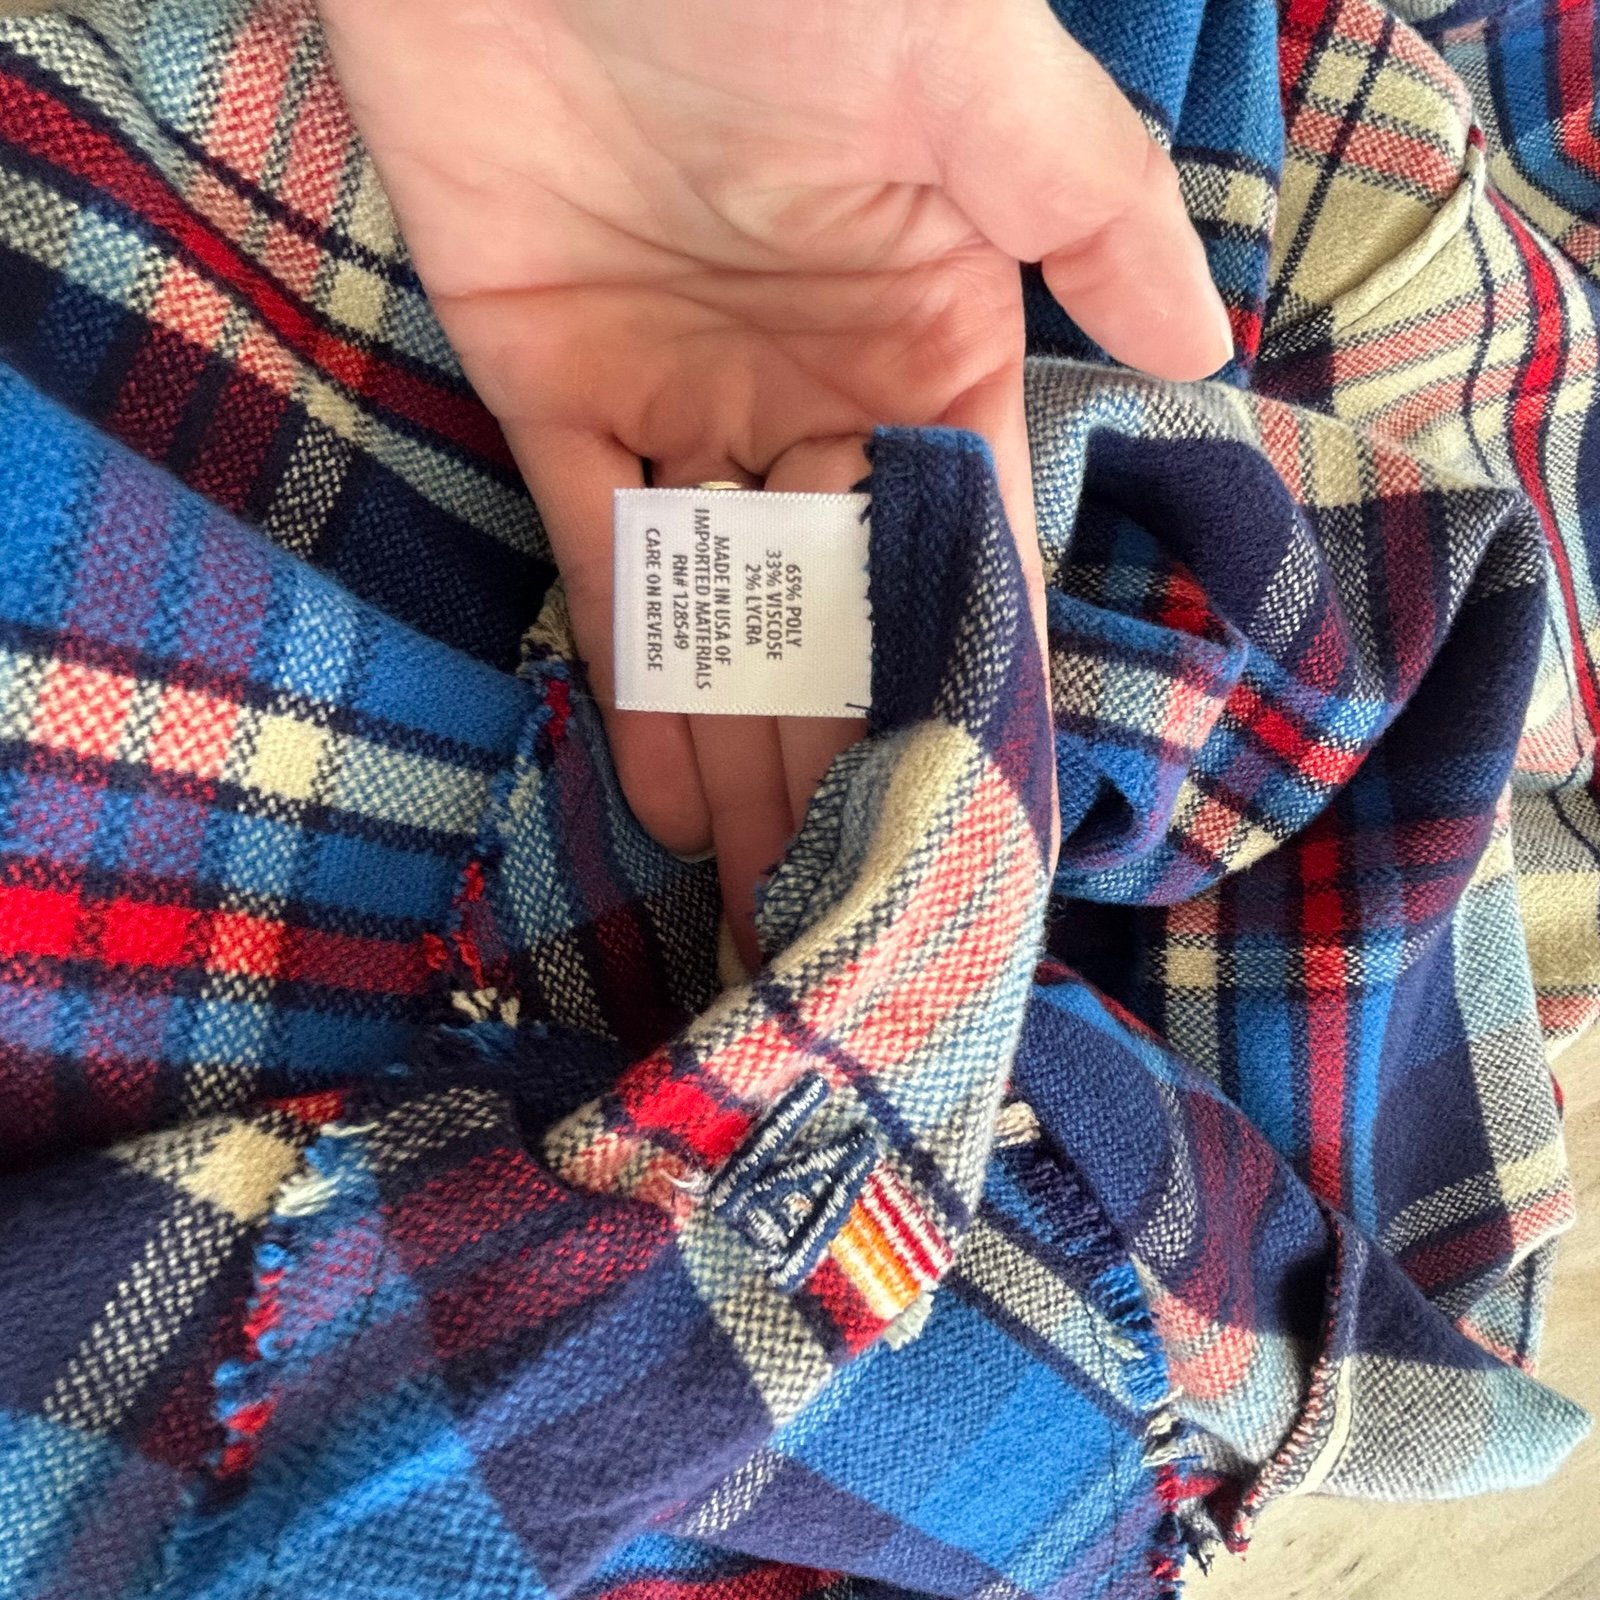 65% POLY
33% VISCOSE
2% LYCRA
MADE IN USA OF
IMPORTED MATERIALS
RN# 128549
CARE ON REVERSE